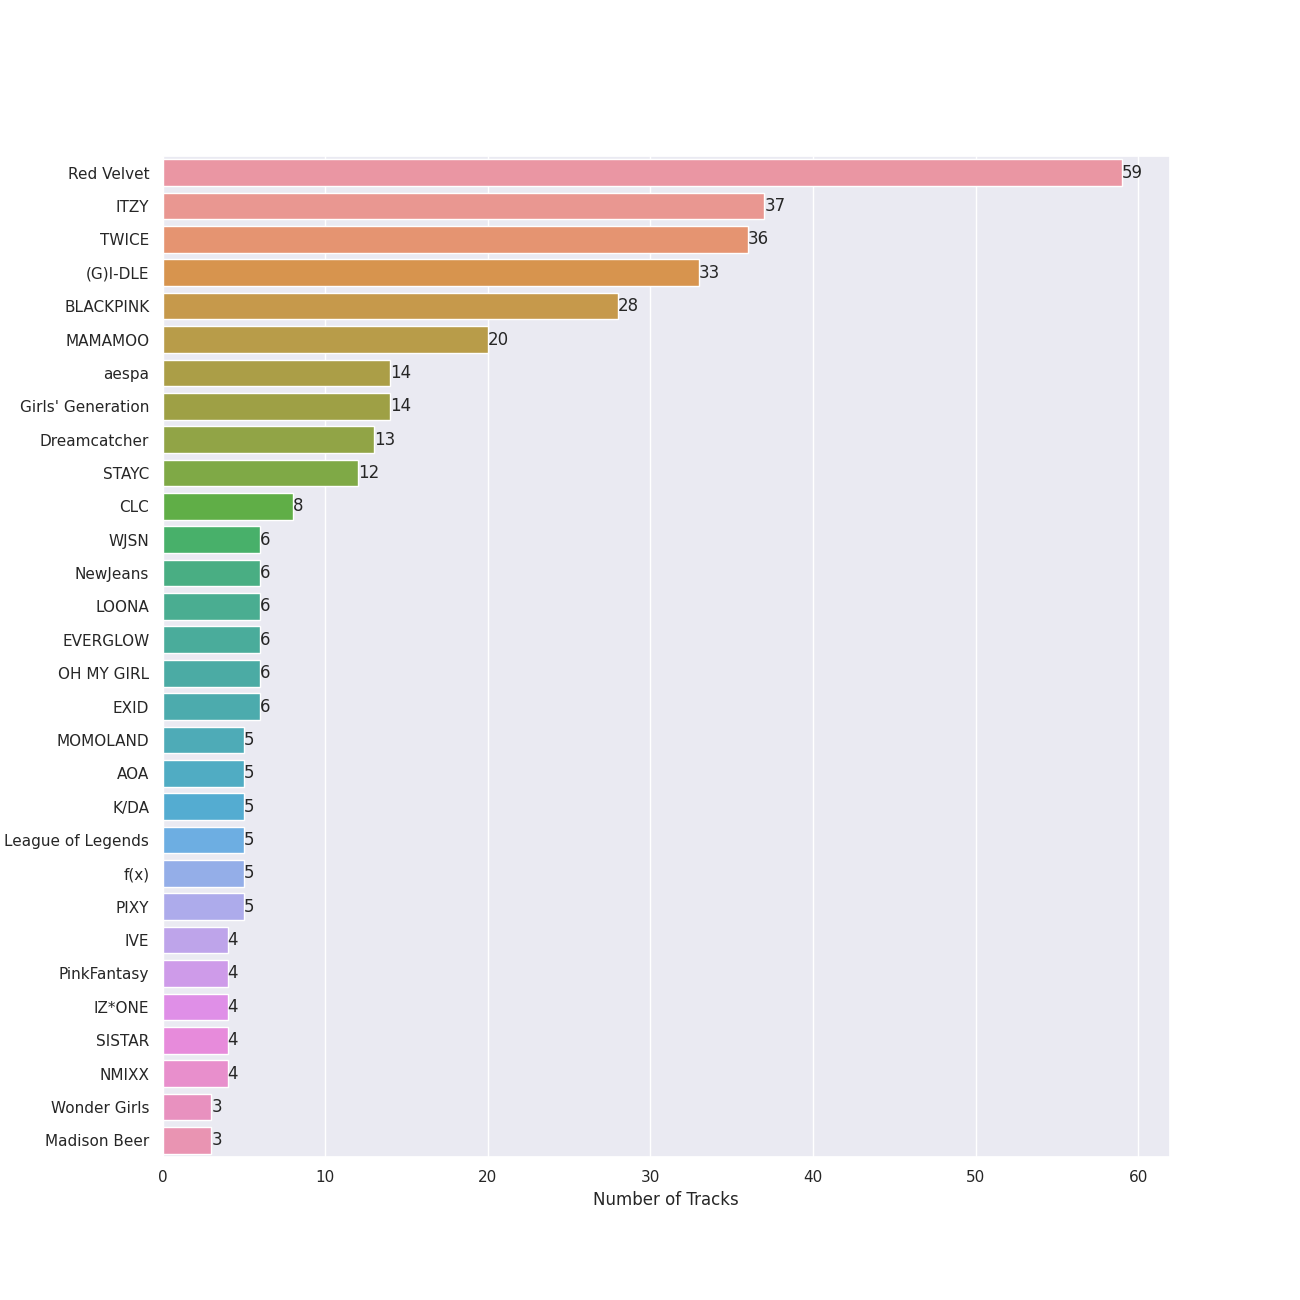 Red Velvet 59
ITZY 37
TWICE 36
(G)I-DLE 33
BLACKPINK 28
MAMAMOO 20
aespa 14
Girls' Generation 14
Dreamcatcher 13
STAYC 12
CLC 8
WJSN 6
NewJeans 6
LOONA 6
EVERGLOW 6
OH MY GIRL 6
EXID 6
MOMOLAND 5
AOA 5
K/DA 5
League of Legends 5
f(x) 5
PIXY 5
IVE 4
PinkFantasy 4
IZ*ONE 4
SISTAR 4
NMIXX 4
Wonder Girls 3
Madison Beer 3
0 10 20 30 40 50 60
Number of Tracks